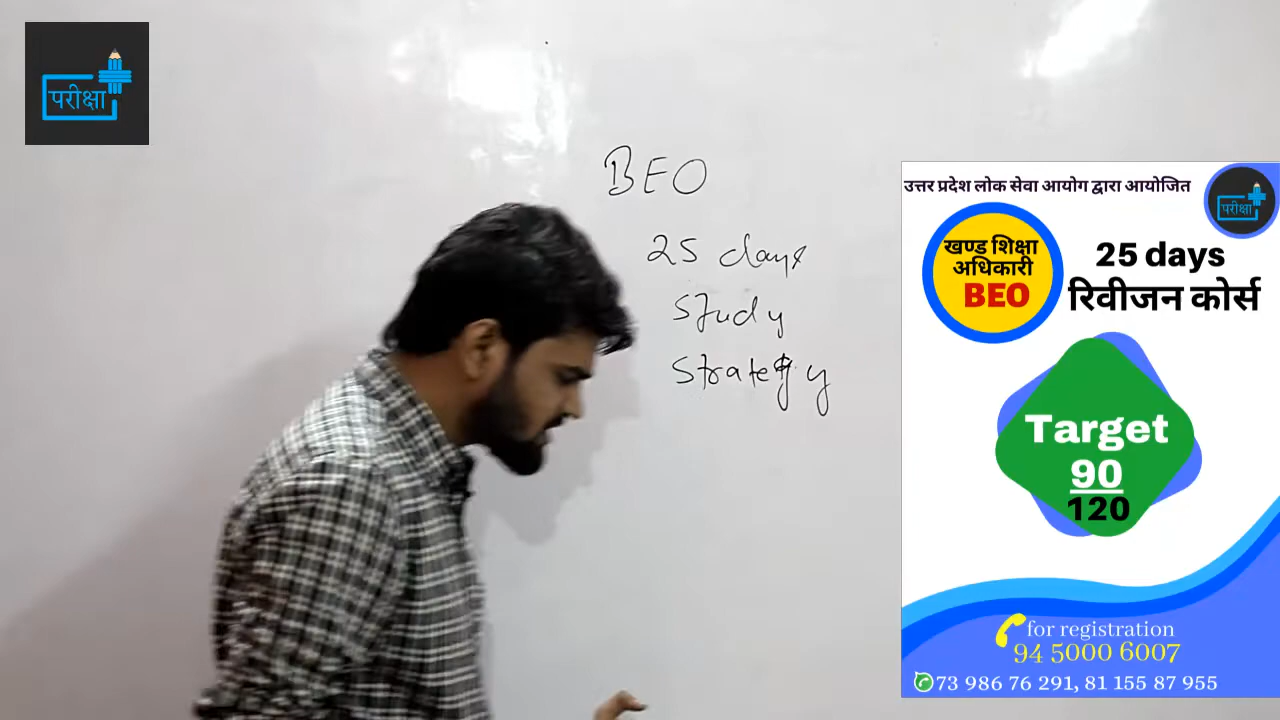 परीक्षा
BEO
25 days
study
strategy
उत्तर प्रदेश लोक सेवा आयोग द्वारा आयोजित
परीक्षा
खण्ड शिक्षा
अधिकारी
BEO
25 days
रिवीजन कोर्स
Target
90
120
for registration
94 5000 6007
73 986 76 291, 81 155 87 955